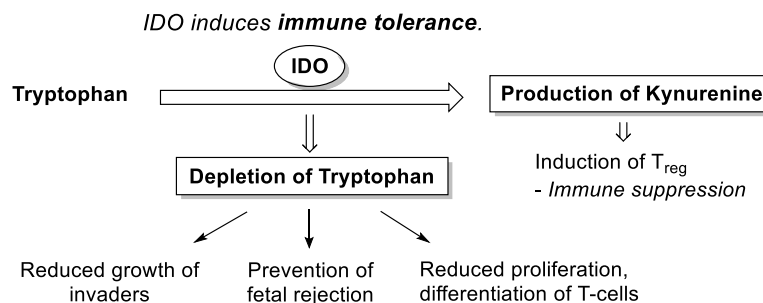 IDO induces immune tolerance.
IDO
Tryptophan
Production of Kynurenine
Depletion of Tryptophan
Induction of Treg
- Immune suppression
Reduced growth of
invaders
Prevention of
fetal rejection
Reduced proliferation,
differentiation of T-cells